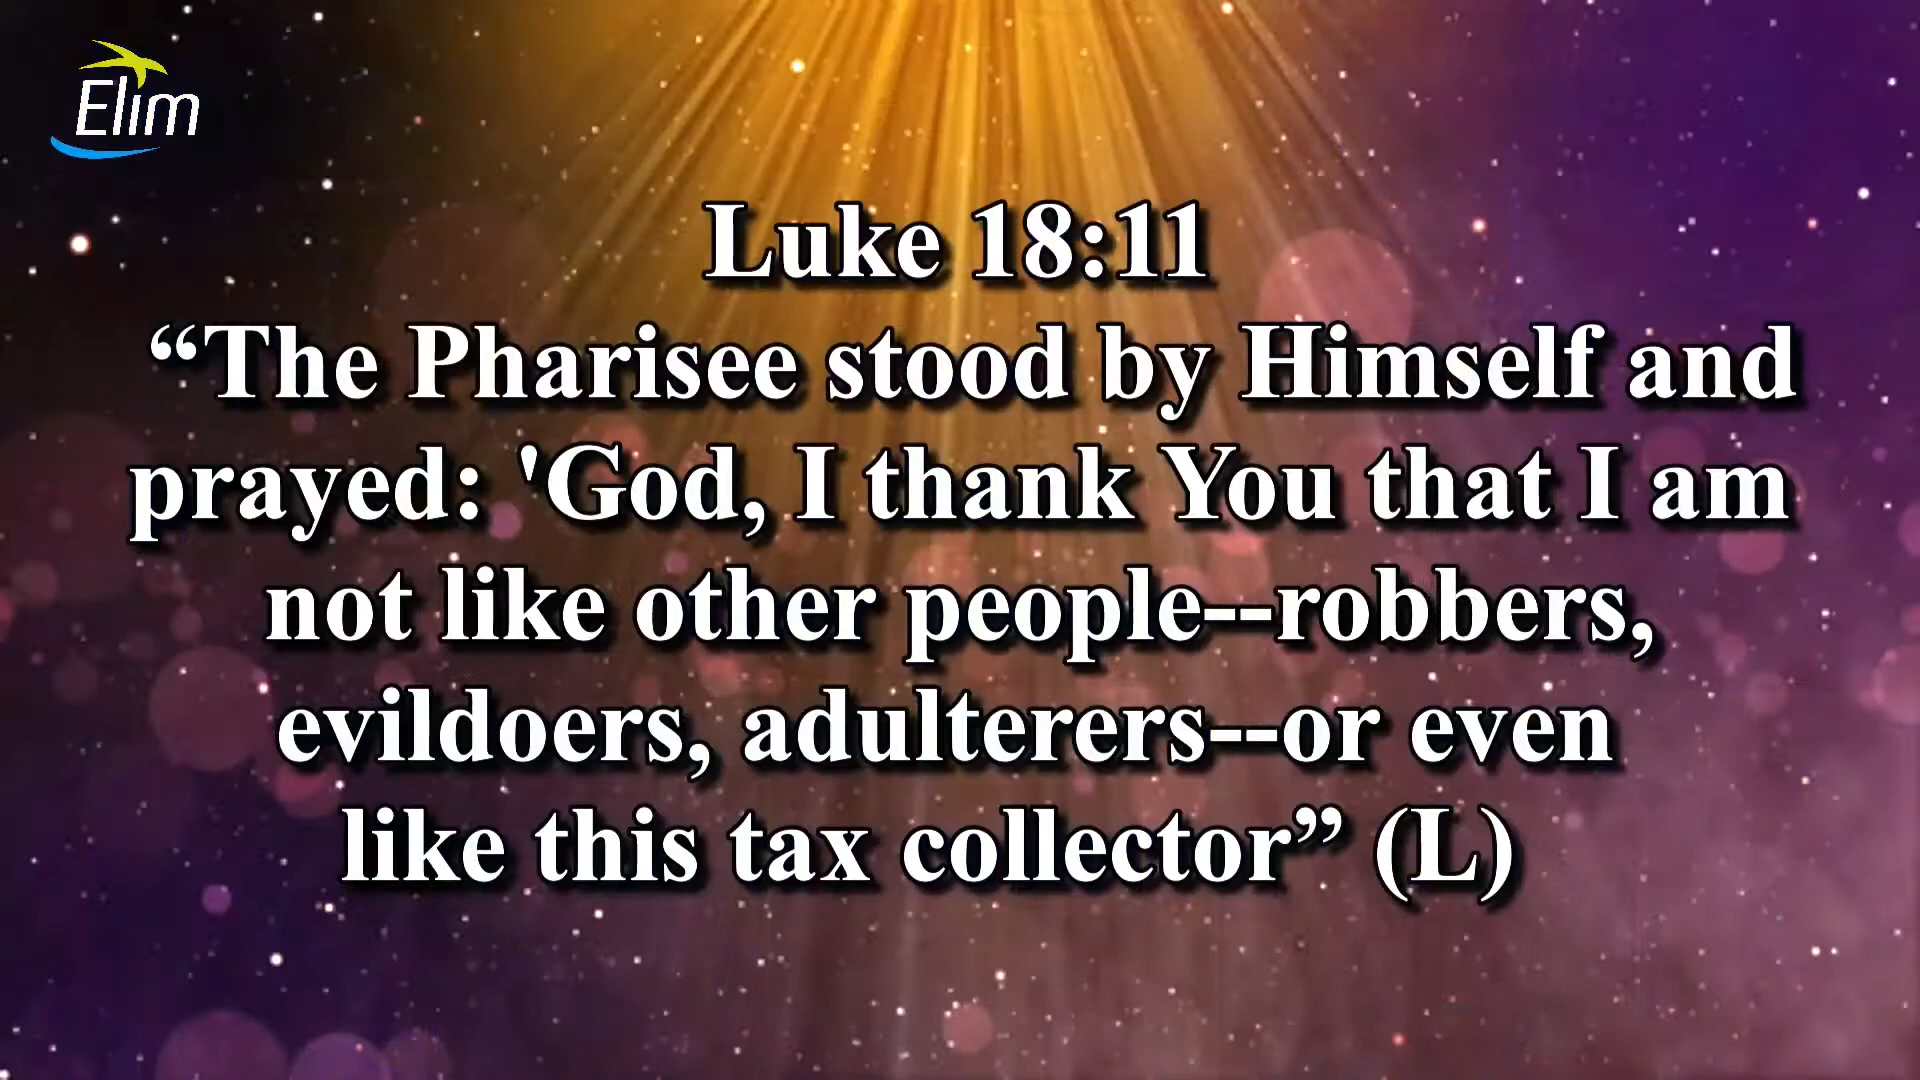 Elim
Luke 18:11
“The Pharisee stood by Himself and
prayed: 'God, I thank You that I am
not like other people--robbers,
evildoers, adulterers--or even
like this tax collector” (L)